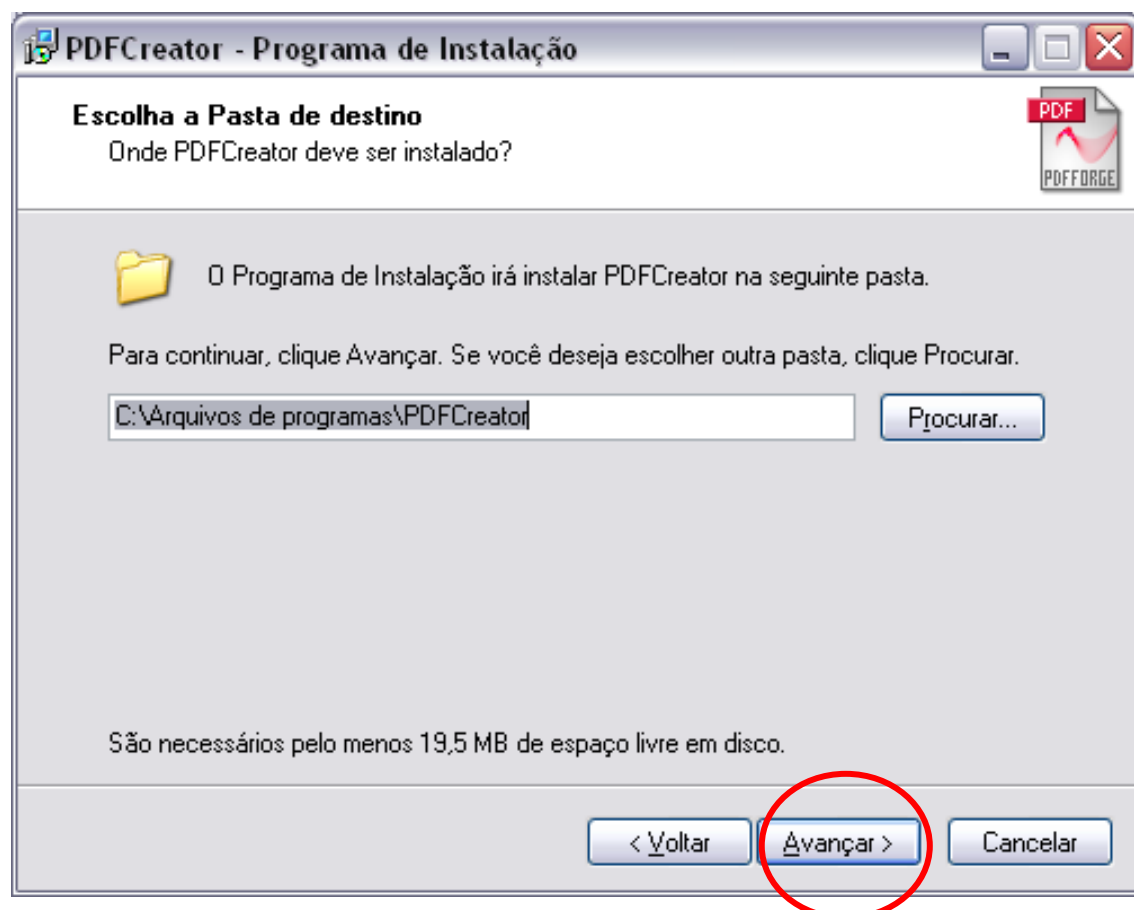 PDFCreator - Programa de Instalação
Escolha a Pasta de destino
Onde PDFCreator deve ser instalado?
PDF
PDFFORGE
O Programa de Instalação irá instalar PDFCreator na seguinte pasta.
Para continuar, clique Avançar. Se você deseja escolher outra pasta, clique Procurar.
C:\Arquivos de programas\PDFCreator
Procurar...
São necessários pelo menos 19,5 MB de espaço livre em disco.
< Voltar
Avançar >
Cancelar